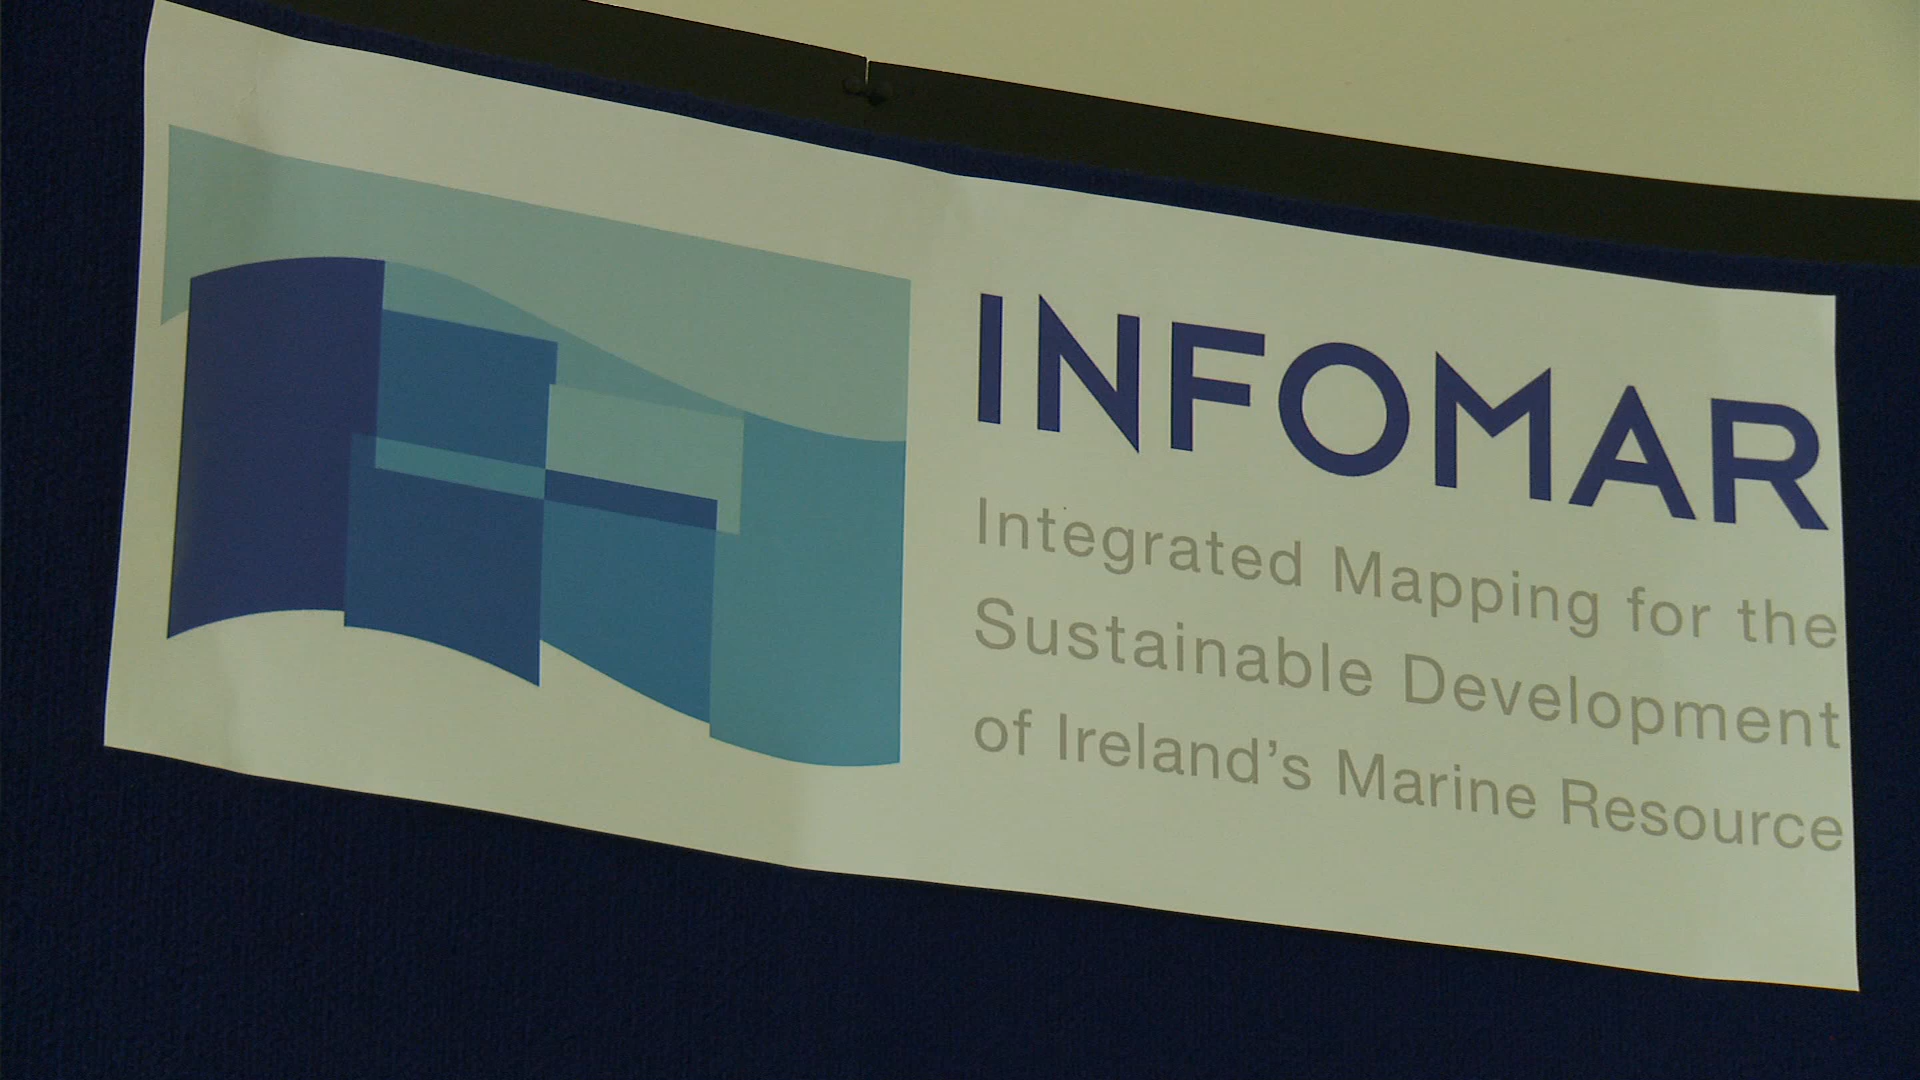 INFOMAR
Integrated Mapping for the
Sustainable Development
of Ireland’s Marine Resource